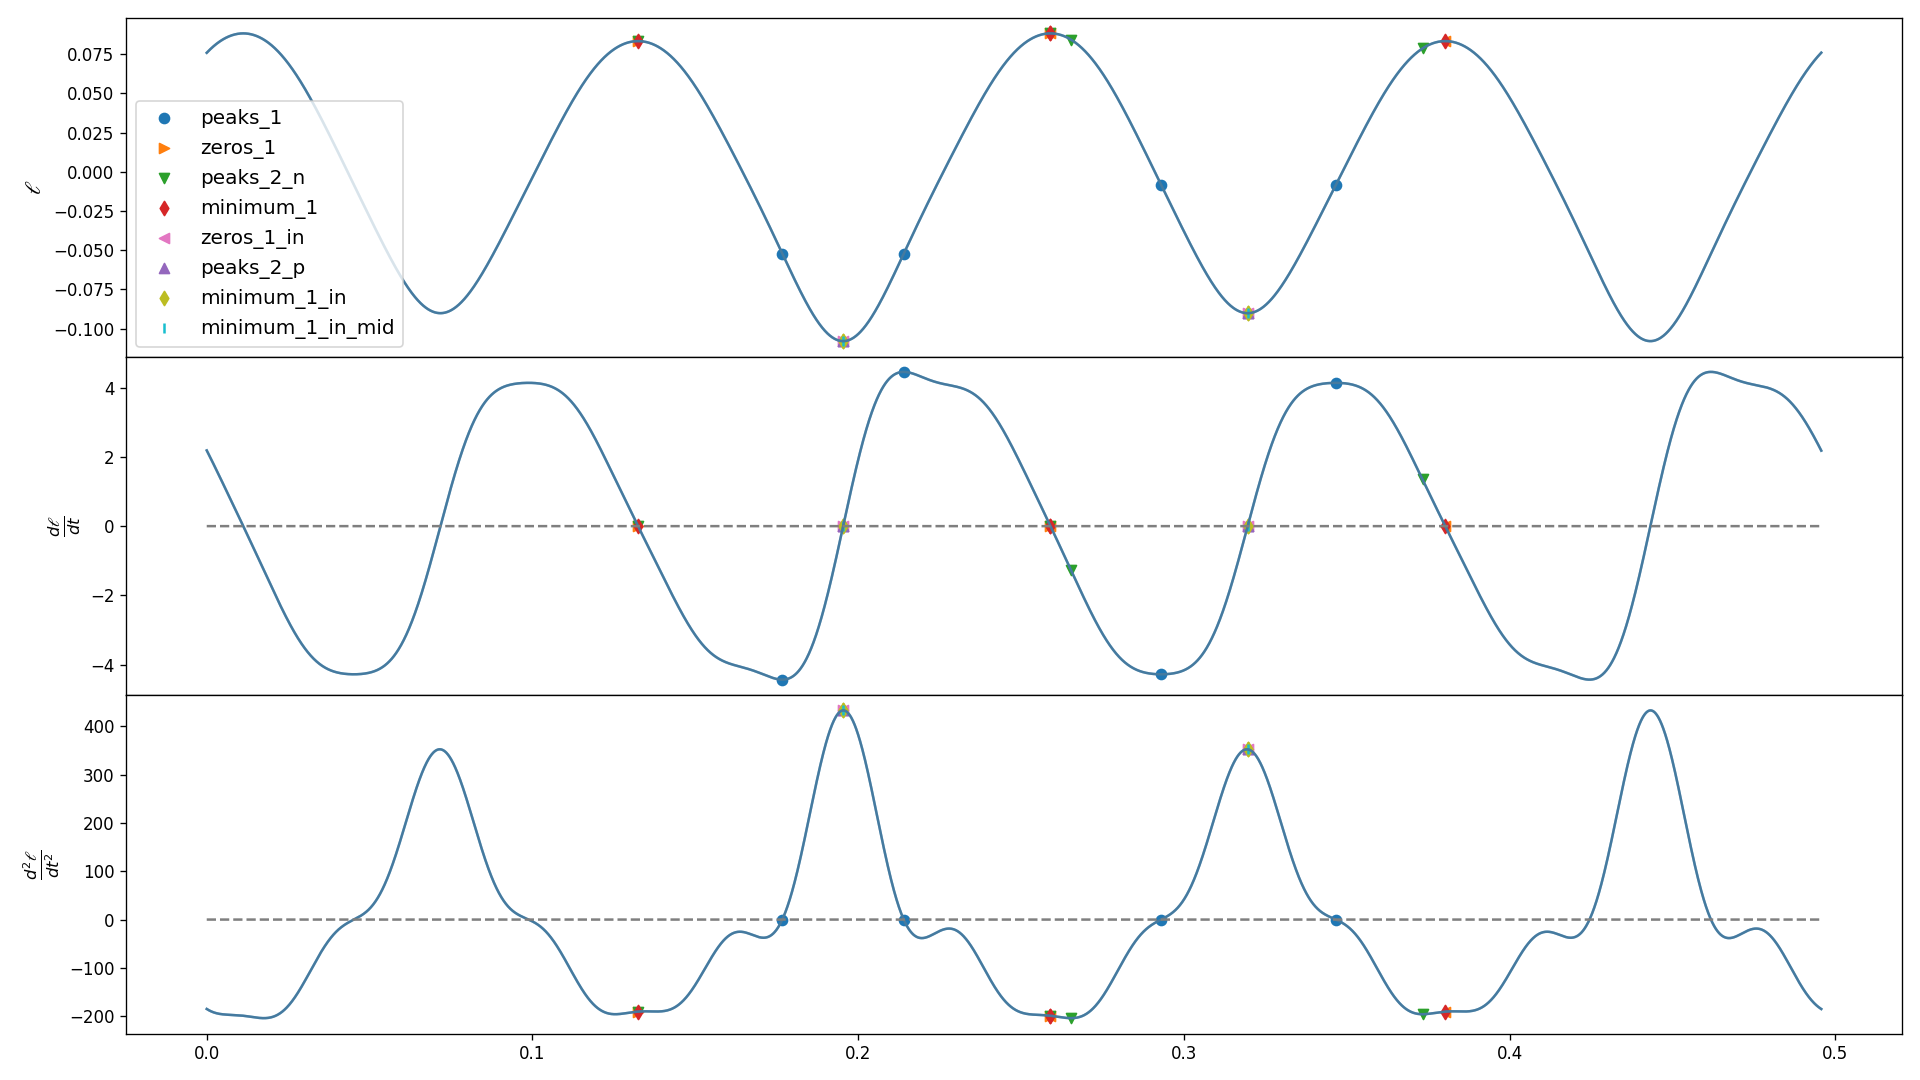 0.075
0.050
0.025
0.000
−0.025
−0.050
−0.075
−0.100
ℓ
peaks_1
zeros_1
peaks_2_n
minimum_1
zeros_1_in
peaks_2_p
minimum_1_in
minimum_1_in_mid
4
2
0
−2
−4
dℓ/dt
400
300
200
100
0
−100
−200
d²ℓ/dt²
0.0 0.1 0.2 0.3 0.4 0.5